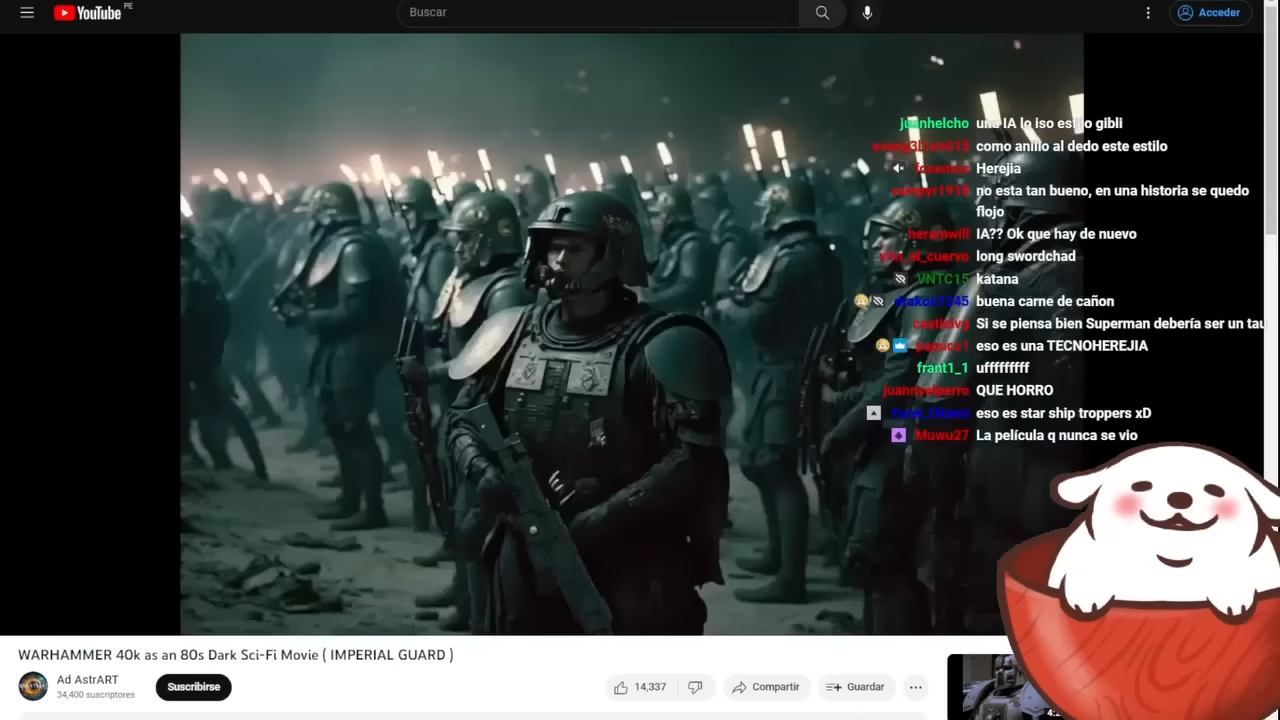 YouTube PE
Buscar
Acceder
juanhelcho una IA lo iso estilo gibli
como anillo al dedo este estilo
Herejia
no esta tan bueno, en una historia se quedo
flojo
heramwill IA?? Ok que hay de nuevo
long swordchad
VNTC15 katana
drakos1245 buena carne de cañon
Si se piensa bien Superman debería ser un tau
eso es una TECNOHEREJIA
frant1_1 ufffffffff
QUE HORRO
eso es star ship troppers xD
Muwu27 La película q nunca se vio
WARHAMMER 40k as an 80s Dark Sci-Fi Movie ( IMPERIAL GUARD )
Ad AstrART
34,400 suscriptores
Suscribirse
14,337
Compartir
Guardar